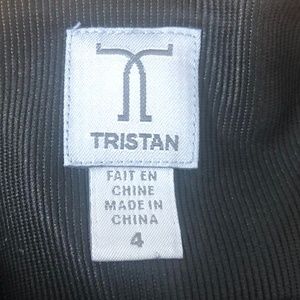 TRISTAN
FAIT EN
CHINE
MADE IN
CHINA
4